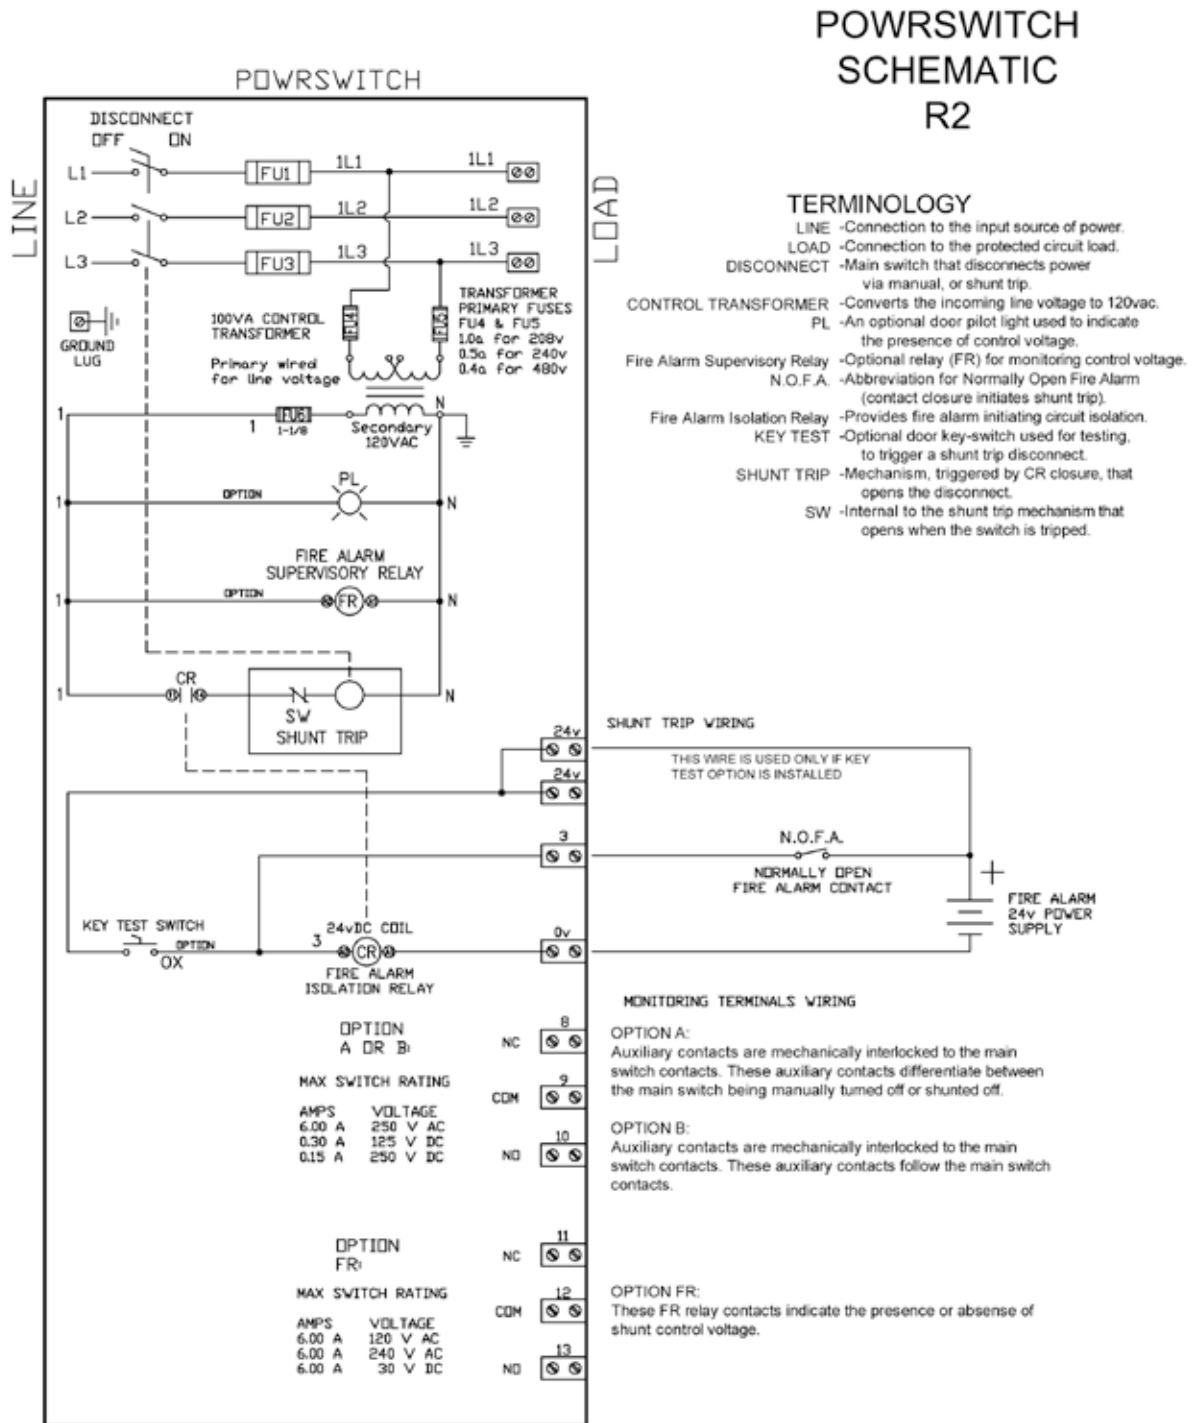 POWRSWITCH
SCHEMATIC
R2
POWRSWITCH
DISCONNECT
OFF ON
LINE
LOAD
L1 FU1 1L1 1L1
L2 FU2 1L2 1L2
L3 FU3 1L3 1L3
GROUND
LUG
100VA CONTROL
TRANSFORMER
Primary wired
for line voltage
FU4
FU5
TRANSFORMER
PRIMARY FUSES
FU4 & FU5
1.0a for 208v
0.5a for 240v
0.4a for 480v
1 1 FU6 N
1-1/8
Secondary
120VAC
PL
1 OPTION N
FIRE ALARM
SUPERVISORY RELAY
1 OPTION FR N
CR
1 N
SW
SHUNT TRIP
24v
24v
3
KEY TEST SWITCH
OPTION
OX
24vDC COIL
3 CR 0v
FIRE ALARM
ISOLATION RELAY
OPTION
A OR B:
MAX SWITCH RATING
AMPS VOLTAGE
6.00 A 250 V AC
0.30 A 125 V DC
0.15 A 250 V DC
8
NC
9
COM
10
NO
OPTION
FR:
MAX SWITCH RATING
AMPS VOLTAGE
6.00 A 120 V AC
6.00 A 240 V AC
6.00 A 30 V DC
11
NC
12
COM
13
NO
TERMINOLOGY
LINE -Connection to the input source of power.
LOAD -Connection to the protected circuit load.
DISCONNECT -Main switch that disconnects power
via manual, or shunt trip.
CONTROL TRANSFORMER -Converts the incoming line voltage to 120vac.
PL -An optional door pilot light used to indicate
the presence of control voltage.
Fire Alarm Supervisory Relay -Optional relay (FR) for monitoring control voltage.
N.O.F.A. -Abbreviation for Normally Open Fire Alarm
(contact closure initiates shunt trip).
Fire Alarm Isolation Relay -Provides fire alarm initiating circuit isolation.
KEY TEST -Optional door key-switch used for testing,
to trigger a shunt trip disconnect.
SHUNT TRIP -Mechanism, triggered by CR closure, that
opens the disconnect.
SW -Internal to the shunt trip mechanism that
opens when the switch is tripped.
SHUNT TRIP WIRING
THIS WIRE IS USED ONLY IF KEY
TEST OPTION IS INSTALLED
N.O.F.A.
NORMALLY OPEN
FIRE ALARM CONTACT
+
FIRE ALARM
24v POWER
SUPPLY
MONITORING TERMINALS WIRING
OPTION A:
Auxiliary contacts are mechanically interlocked to the main
switch contacts. These auxiliary contacts differentiate between
the main switch being manually turned off or shunted off.
OPTION B:
Auxiliary contacts are mechanically interlocked to the main
switch contacts. These auxiliary contacts follow the main switch
contacts.
OPTION FR:
These FR relay contacts indicate the presence or absense of
shunt control voltage.